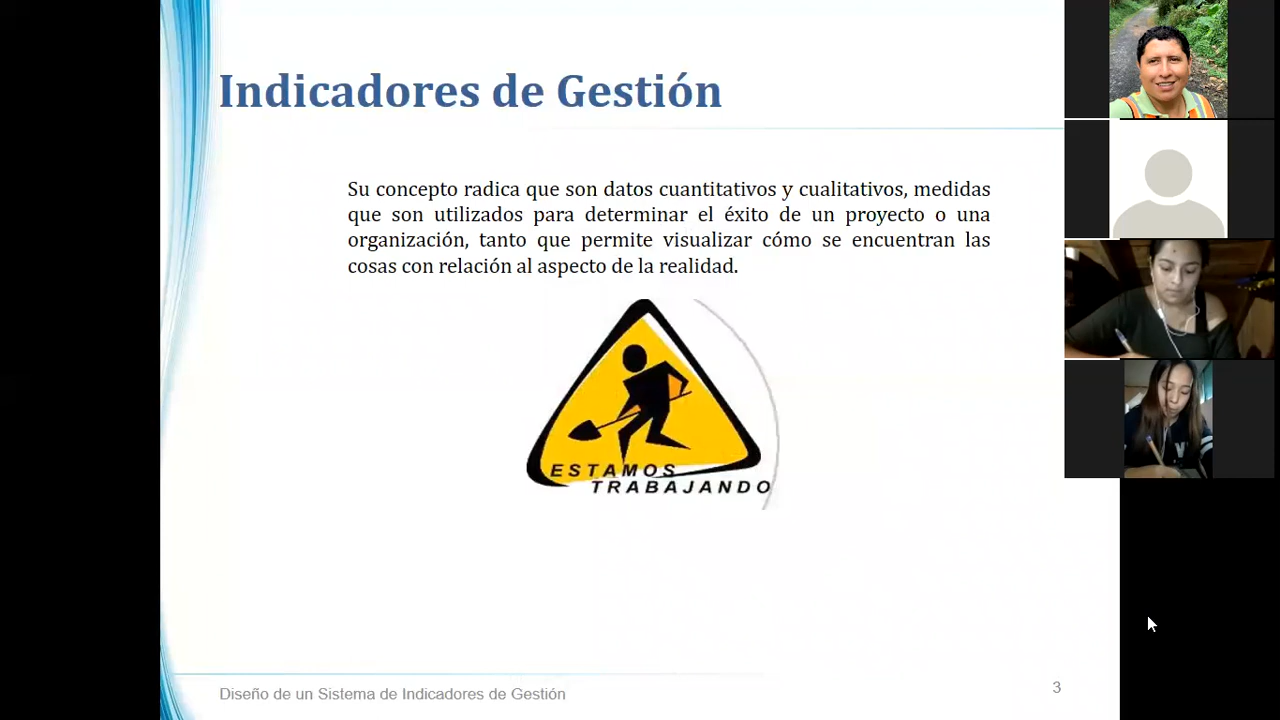 Indicadores de Gestión
Su concepto radica que son datos cuantitativos y cualitativos, medidas
que son utilizados para determinar el éxito de un proyecto o una
organización, tanto que permite visualizar cómo se encuentran las
cosas con relación al aspecto de la realidad.
ESTAMOS
TRABAJANDO
Diseño de un Sistema de Indicadores de Gestión
3